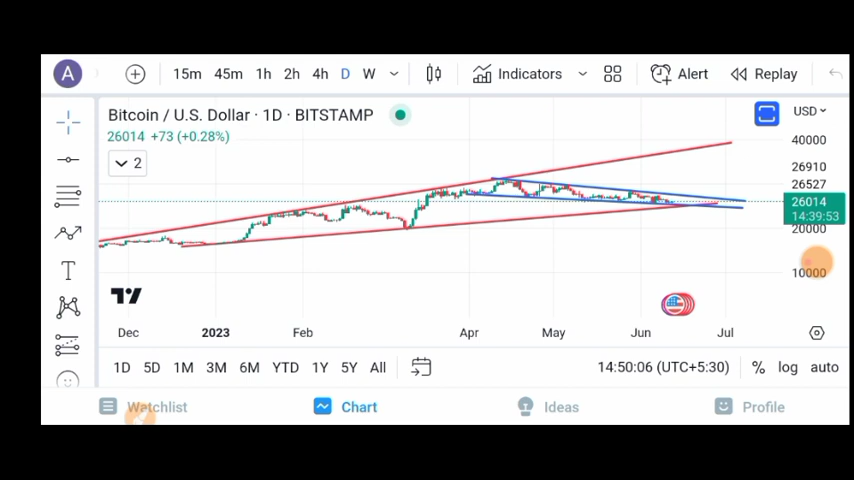 A
15m 45m 1h 2h 4h D W Indicators Alert Replay
Bitcoin / U.S. Dollar · 1D · BITSTAMP
USD
26014 +73 (+0.28%)
2
40000
26910
26527
26014
14:39:53
20000
10000
Dec 2023 Feb Apr May Jun Jul
1D 5D 1M 3M 6M YTD 1Y 5Y All 14:50:06 (UTC+5:30) % log auto
Watchlist Chart Ideas Profile